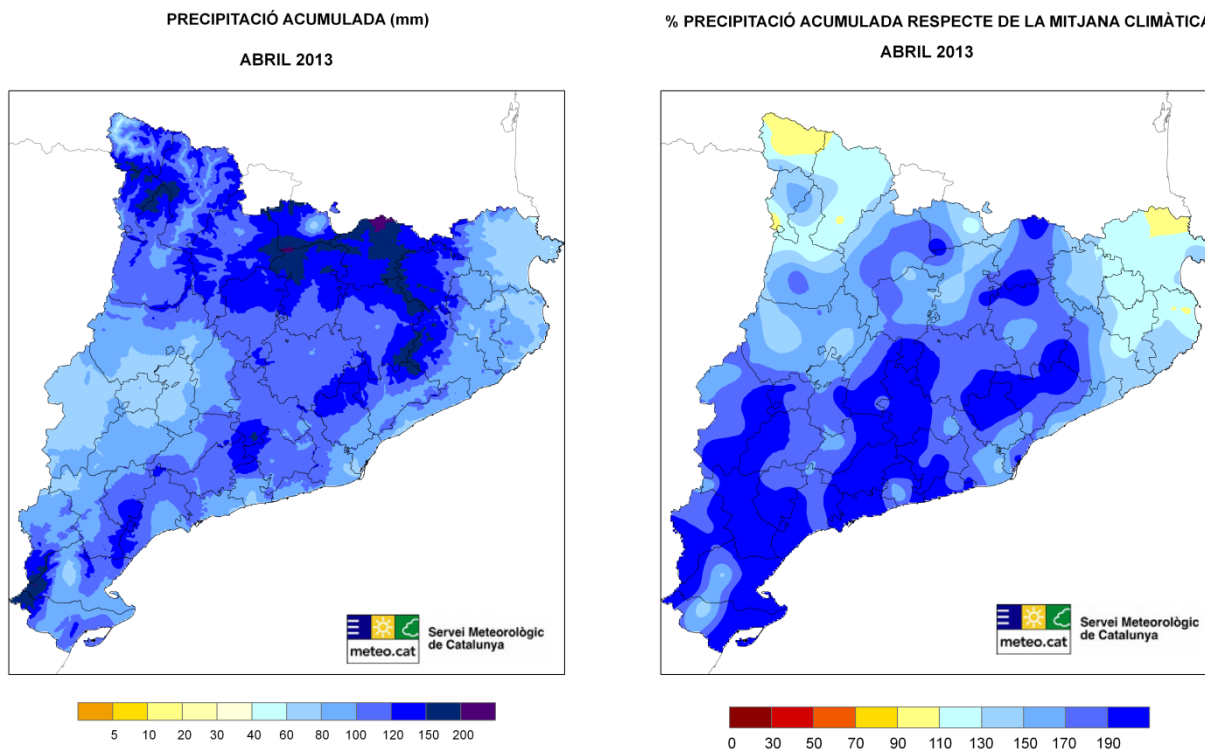 PRECIPITACIÓ ACUMULADA (mm)
ABRIL 2013
% PRECIPITACIÓ ACUMULADA RESPECTE DE LA MITJANA CLIMÀTICA
ABRIL 2013
meteo.cat
Servei Meteorològic
de Catalunya
meteo.cat
Servei Meteorològic
de Catalunya
5 10 20 30 40 60 80 100 120 150 200
0 30 50 70 90 110 130 150 170 190